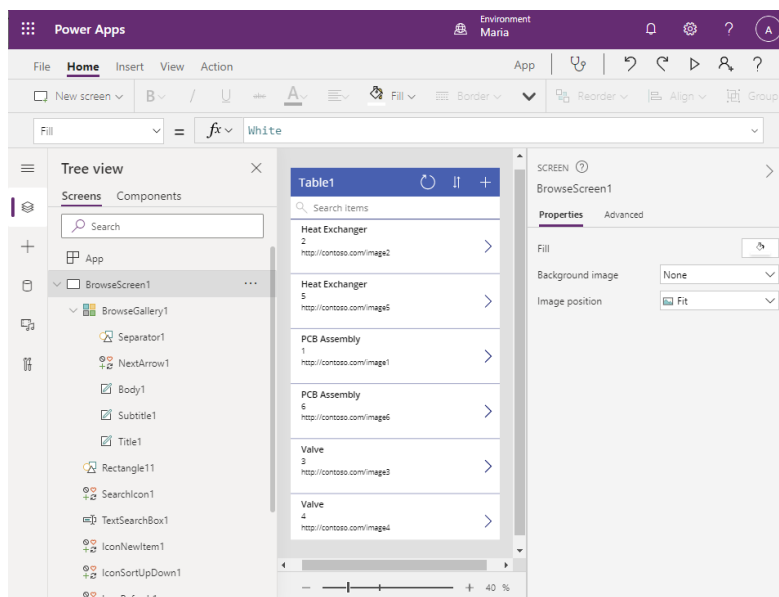 Power Apps
Environment
Maria
A
File Home Insert View Action App
New screen B / U abc A Fill Border Reorder Align Group
Fill = fx White
Tree view
Screens Components
Search
App
BrowseScreen1
BrowseGallery1
Separator1
NextArrow1
Body1
Subtitle1
Title1
Rectangle11
SearchIcon1
TextSearchBox1
IconNewItem1
IconSortUpDown1
Table1
Search items
Heat Exchanger
2
http://contoso.com/image2
Heat Exchanger
5
http://contoso.com/image5
PCB Assembly
1
http://contoso.com/image1
PCB Assembly
6
http://contoso.com/image6
Valve
3
http://contoso.com/image3
Valve
4
http://contoso.com/image4
40 %
SCREEN
BrowseScreen1
Properties Advanced
Fill
Background image None
Image position Fit